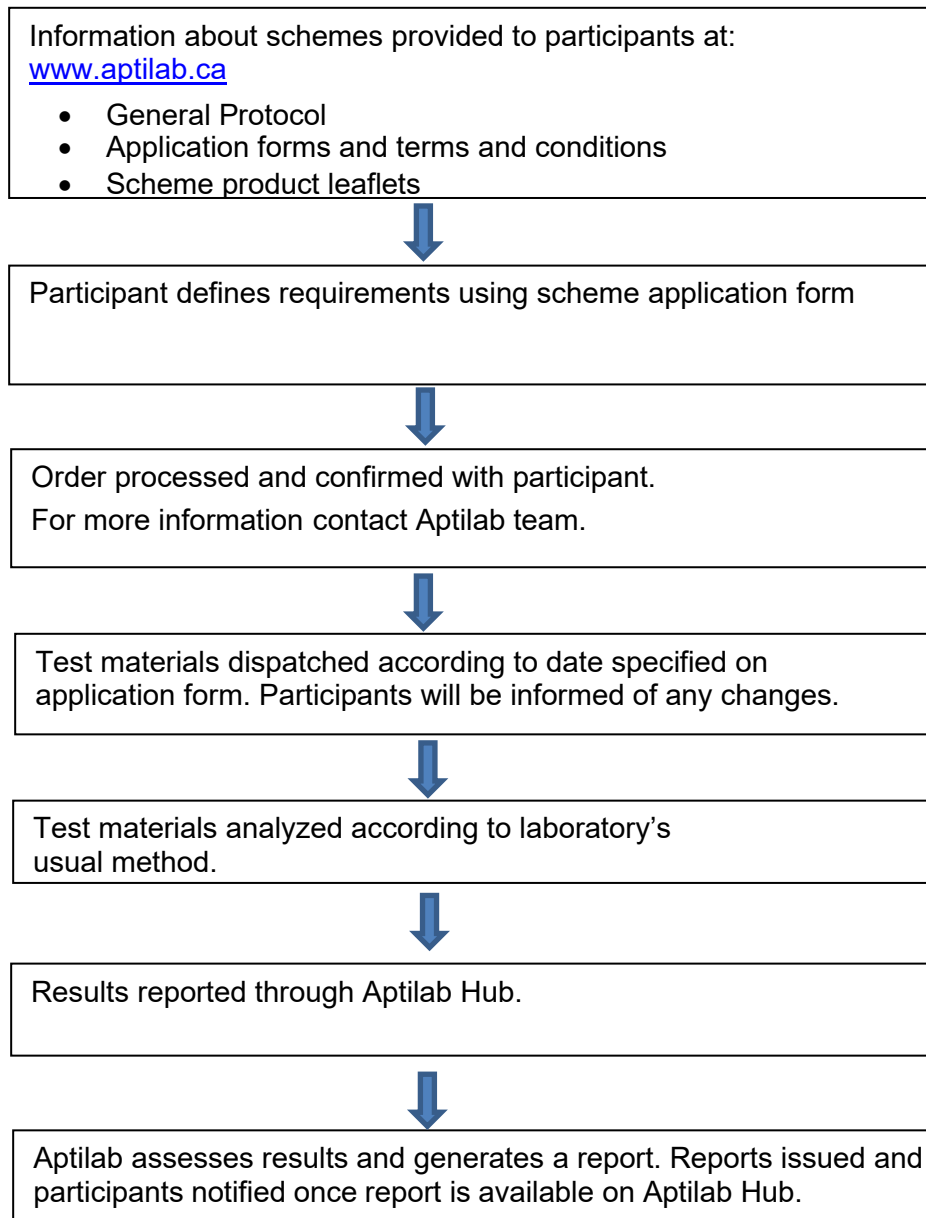 Information about schemes provided to participants at:
www.aptilab.ca
• General Protocol
• Application forms and terms and conditions
• Scheme product leaflets
Participant defines requirements using scheme application form
Order processed and confirmed with participant.
For more information contact Aptilab team.
Test materials dispatched according to date specified on
application form. Participants will be informed of any changes.
Test materials analyzed according to laboratory’s
usual method.
Results reported through Aptilab Hub.
Aptilab assesses results and generates a report. Reports issued and
participants notified once report is available on Aptilab Hub.